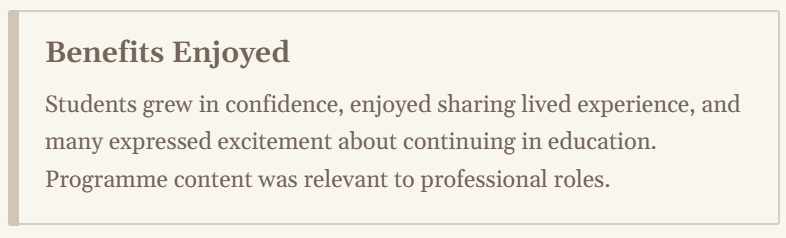 Benefits Enjoyed
Students grew in confidence, enjoyed sharing lived experience, and
many expressed excitement about continuing in education.
Programme content was relevant to professional roles.